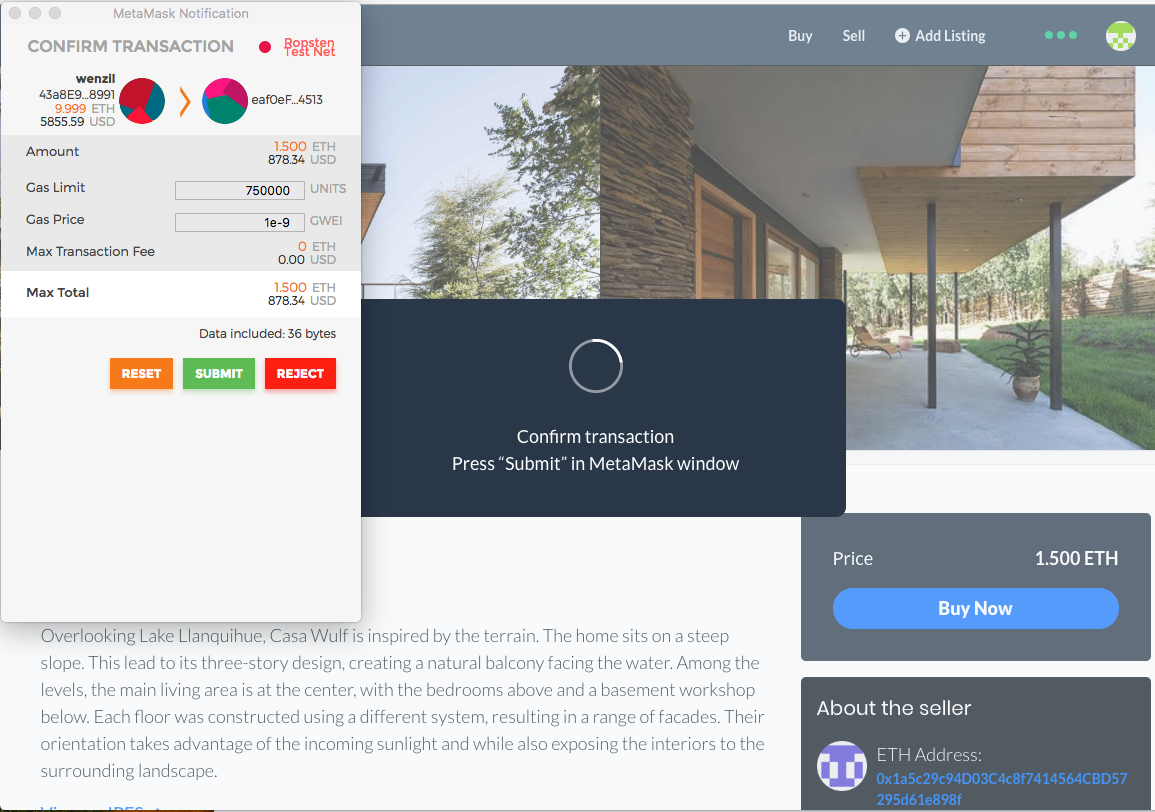 MetaMask Notification
CONFIRM TRANSACTION
Ropsten
Test Net
wenzil
43a8E9...8991
9.999 ETH
5855.59 USD
eaf0eF...4513
Amount
1.500 ETH
878.34 USD
Gas Limit
750000 UNITS
Gas Price
1e-9 GWEI
Max Transaction Fee
0 ETH
0.00 USD
Max Total
1.500 ETH
878.34 USD
Data included: 36 bytes
RESET SUBMIT REJECT
Buy Sell Add Listing
Confirm transaction
Press “Submit” in MetaMask window
Price 1.500 ETH
Buy Now
Overlooking Lake Llanquihue, Casa Wulf is inspired by the terrain. The home sits on a steep
slope. This lead to its three-story design, creating a natural balcony facing the water. Among the
levels, the main living area is at the center, with the bedrooms above and a basement workshop
below. Each floor was constructed using a different system, resulting in a range of facades. Their
orientation takes advantage of the incoming sunlight and while also exposing the interiors to the
surrounding landscape.
About the seller
ETH Address:
0x1a5c29c94D03C4c8f7414564CBD57
295d61e898f